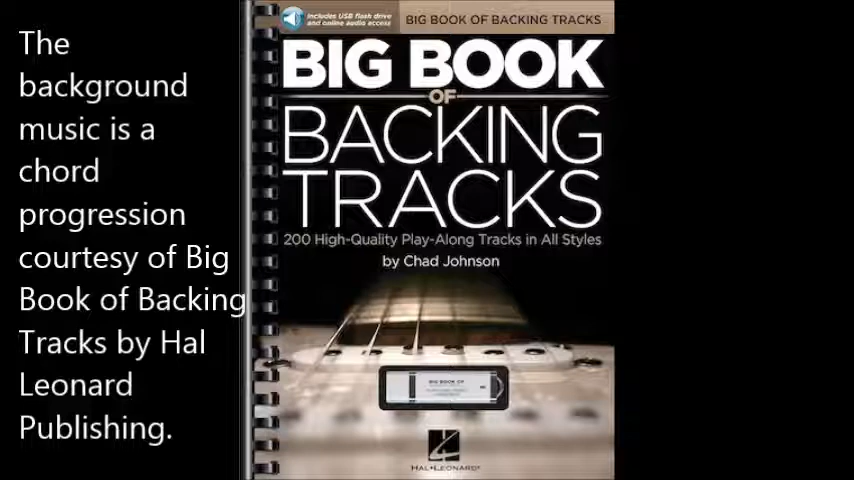 The
background
music is a
chord
progression
courtesy of Big
Book of Backing
Tracks by Hal
Leonard
Publishing.
Includes USB flash drive
and online audio access
BIG BOOK OF BACKING TRACKS
BIG BOOK
OF
BACKING
TRACKS
200 High-Quality Play-Along Tracks in All Styles
by Chad Johnson
BIG BOOK OF
HAL•LEONARD®